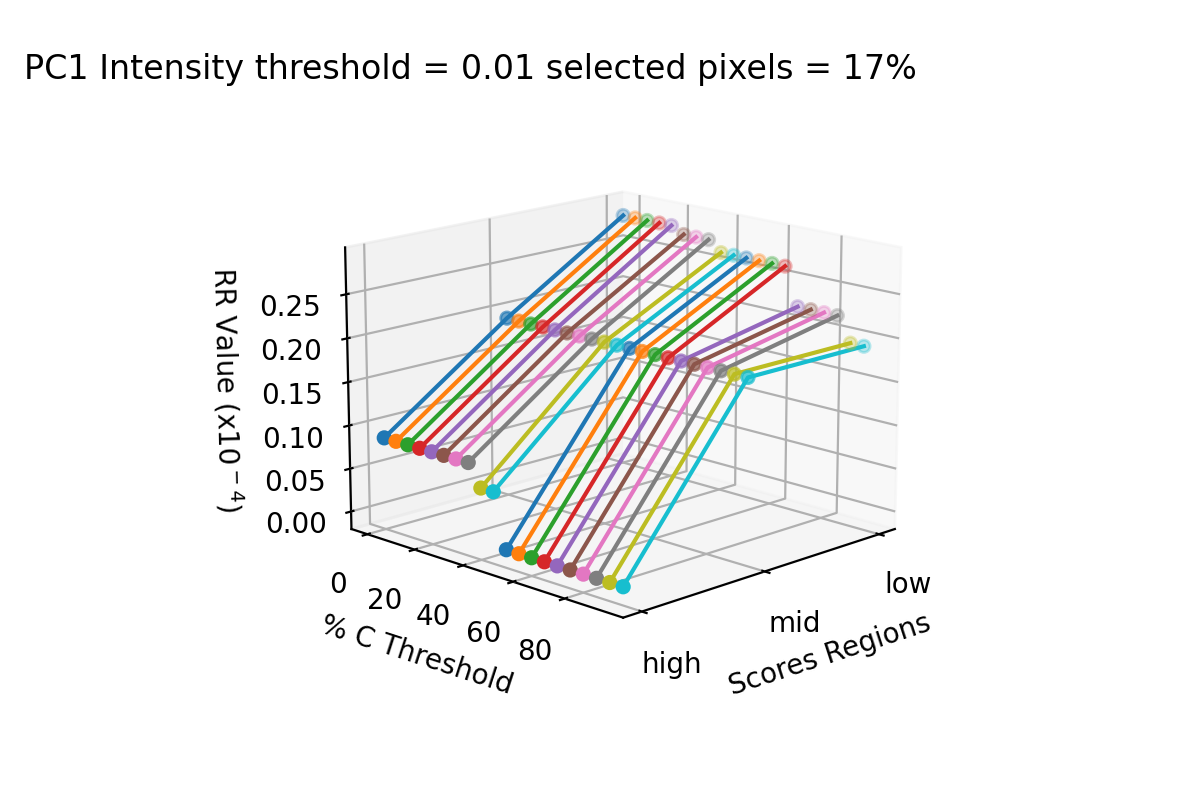 PC1 Intensity threshold = 0.01 selected pixels = 17%
RR Value (x10⁻⁴)
0.25
0.20
0.15
0.10
0.05
0.00
0
20
40
60
80
% C Threshold
high
mid
low
Scores Regions